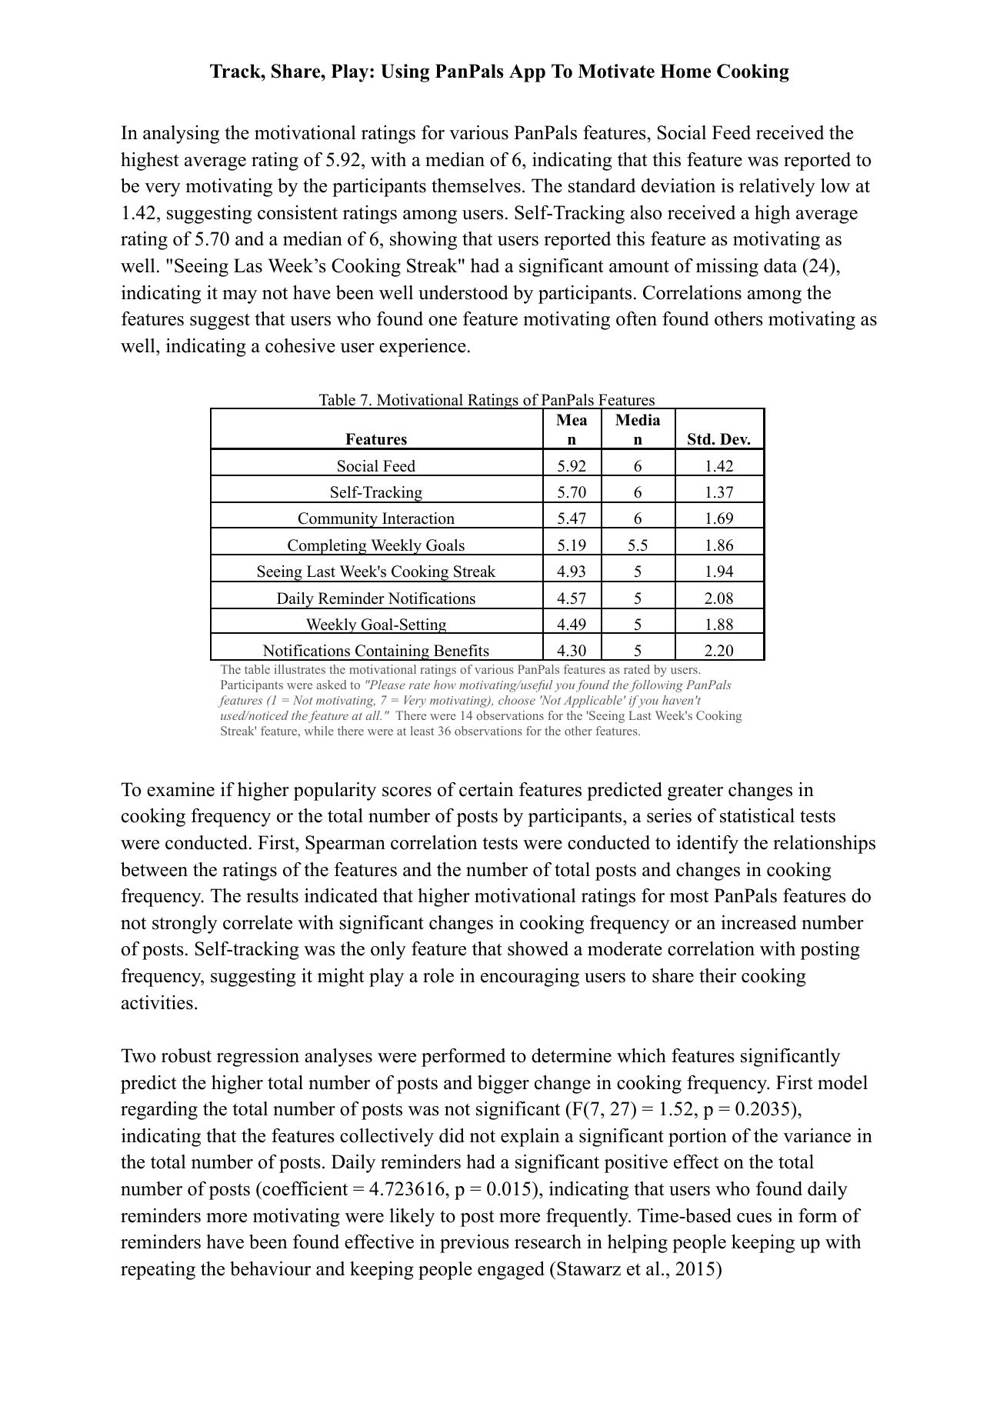 Track, Share, Play: Using PanPals App To Motivate Home Cooking
In analysing the motivational ratings for various PanPals features, Social Feed received the
highest average rating of 5.92, with a median of 6, indicating that this feature was reported to
be very motivating by the participants themselves. The standard deviation is relatively low at
1.42, suggesting consistent ratings among users. Self-Tracking also received a high average
rating of 5.70 and a median of 6, showing that users reported this feature as motivating as
well. "Seeing Las Week’s Cooking Streak" had a significant amount of missing data (24),
indicating it may not have been well understood by participants. Correlations among the
features suggest that users who found one feature motivating often found others motivating as
well, indicating a cohesive user experience.
Table 7. Motivational Ratings of PanPals Features
Features Mea n Media n Std. Dev.
Social Feed 5.92 6 1.42
Self-Tracking 5.70 6 1.37
Community Interaction 5.47 6 1.69
Completing Weekly Goals 5.19 5.5 1.86
Seeing Last Week's Cooking Streak 4.93 5 1.94
Daily Reminder Notifications 4.57 5 2.08
Weekly Goal-Setting 4.49 5 1.88
Notifications Containing Benefits 4.30 5 2.20
The table illustrates the motivational ratings of various PanPals features as rated by users.
Participants were asked to "Please rate how motivating/useful you found the following PanPals
features (1 = Not motivating, 7 = Very motivating), choose 'Not Applicable' if you haven't
used/noticed the feature at all." There were 14 observations for the 'Seeing Last Week's Cooking
Streak' feature, while there were at least 36 observations for the other features.
To examine if higher popularity scores of certain features predicted greater changes in
cooking frequency or the total number of posts by participants, a series of statistical tests
were conducted. First, Spearman correlation tests were conducted to identify the relationships
between the ratings of the features and the number of total posts and changes in cooking
frequency. The results indicated that higher motivational ratings for most PanPals features do
not strongly correlate with significant changes in cooking frequency or an increased number
of posts. Self-tracking was the only feature that showed a moderate correlation with posting
frequency, suggesting it might play a role in encouraging users to share their cooking
activities.
Two robust regression analyses were performed to determine which features significantly
predict the higher total number of posts and bigger change in cooking frequency. First model
regarding the total number of posts was not significant (F(7, 27) = 1.52, p = 0.2035),
indicating that the features collectively did not explain a significant portion of the variance in
the total number of posts. Daily reminders had a significant positive effect on the total
number of posts (coefficient = 4.723616, p = 0.015), indicating that users who found daily
reminders more motivating were likely to post more frequently. Time-based cues in form of
reminders have been found effective in previous research in helping people keeping up with
repeating the behaviour and keeping people engaged (Stawarz et al., 2015)